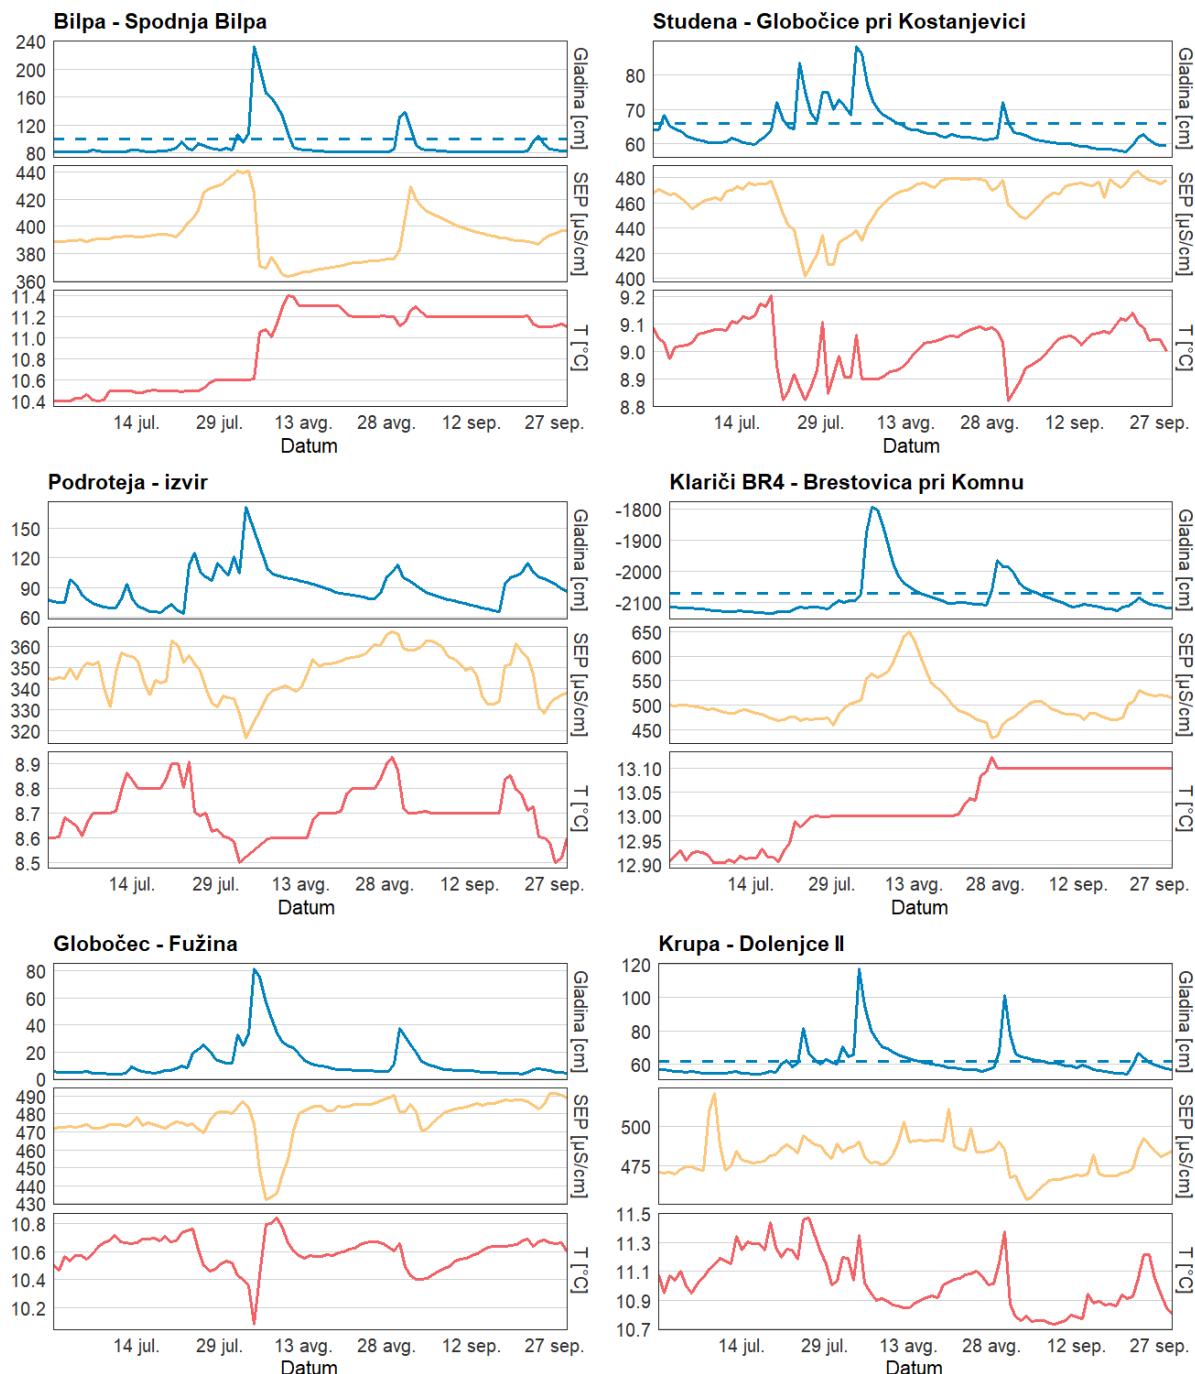 Bilpa - Spodnja Bilpa
240
200
160
120
80
Gladina [cm]
440
420
400
380
360
SEP [µS/cm]
11.4
11.2
11.0
10.8
10.6
10.4
T [°C]
14 jul. 29 jul. 13 avg. 28 avg. 12 sep. 27 sep.
Datum
Studena - Globočice pri Kostanjevici
80
70
60
Gladina [cm]
480
460
440
420
400
SEP [µS/cm]
9.2
9.1
9.0
8.9
8.8
T [°C]
14 jul. 29 jul. 13 avg. 28 avg. 12 sep. 27 sep.
Datum
Podroteja - izvir
150
120
90
60
Gladina [cm]
360
350
340
330
320
SEP [µS/cm]
8.9
8.8
8.7
8.6
8.5
T [°C]
14 jul. 29 jul. 13 avg. 28 avg. 12 sep. 27 sep.
Datum
Klariči BR4 - Brestovica pri Komnu
-1800
-1900
-2000
-2100
Gladina [cm]
650
600
550
500
450
SEP [µS/cm]
13.10
13.05
13.00
12.95
12.90
T [°C]
14 jul. 29 jul. 13 avg. 28 avg. 12 sep. 27 sep.
Datum
Globočec - Fužina
80
60
40
20
0
Gladina [cm]
490
480
470
460
450
440
430
SEP [µS/cm]
10.8
10.6
10.4
10.2
T [°C]
14 jul. 29 jul. 13 avg. 28 avg. 12 sep. 27 sep.
Datum
Krupa - Dolenjce II
120
100
80
60
Gladina [cm]
500
475
SEP [µS/cm]
11.5
11.3
11.1
10.9
10.7
T [°C]
14 jul. 29 jul. 13 avg. 28 avg. 12 sep. 27 sep.
Datum